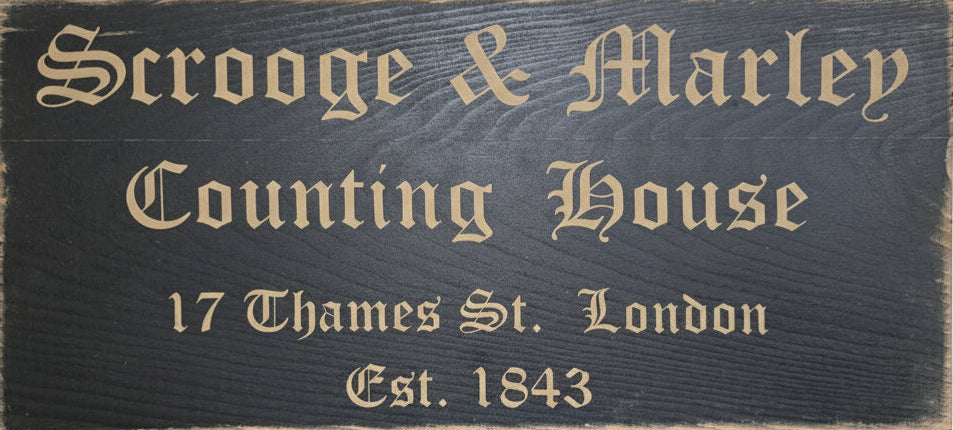 Scrooge & Marley
Counting House
17 Thames St. London
Est. 1843